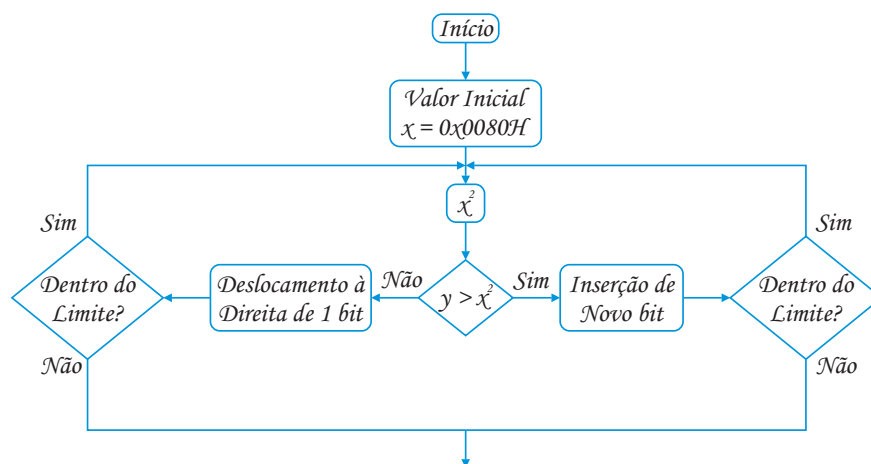 Início
Valor Inicial
x = 0x0080H
x²
Sim
Sim
Dentro do
Limite?
Deslocamento à
Direita de 1 bit
Não
y > x²
Sim
Inserção de
Novo bit
Dentro do
Limite?
Não
Não